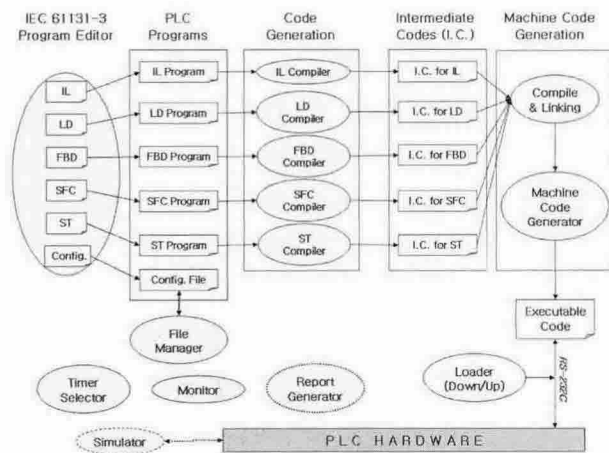 IEC 61131-3
Program Editor
PLC
Programs
Code
Generation
Intermediate
Codes (I.C.)
Machine Code
Generation
IL
LD
FBD
SFC
ST
Config.
IL Program
LD Program
FBD Program
SFC Program
ST Program
Config. File
IL Compiler
LD
Compiler
FBD
Compiler
SFC
Compiler
ST
Compiler
I.C. for IL
I.C. for LD
I.C. for FBD
I.C. for SFC
I.C. for ST
Compile
& Linking
Machine
Code
Generator
Executable
Code
File
Manager
RS-232C
Loader
(Down/Up)
Timer
Selector
Monitor
Report
Generator
Simulator
PLC HARDWARE